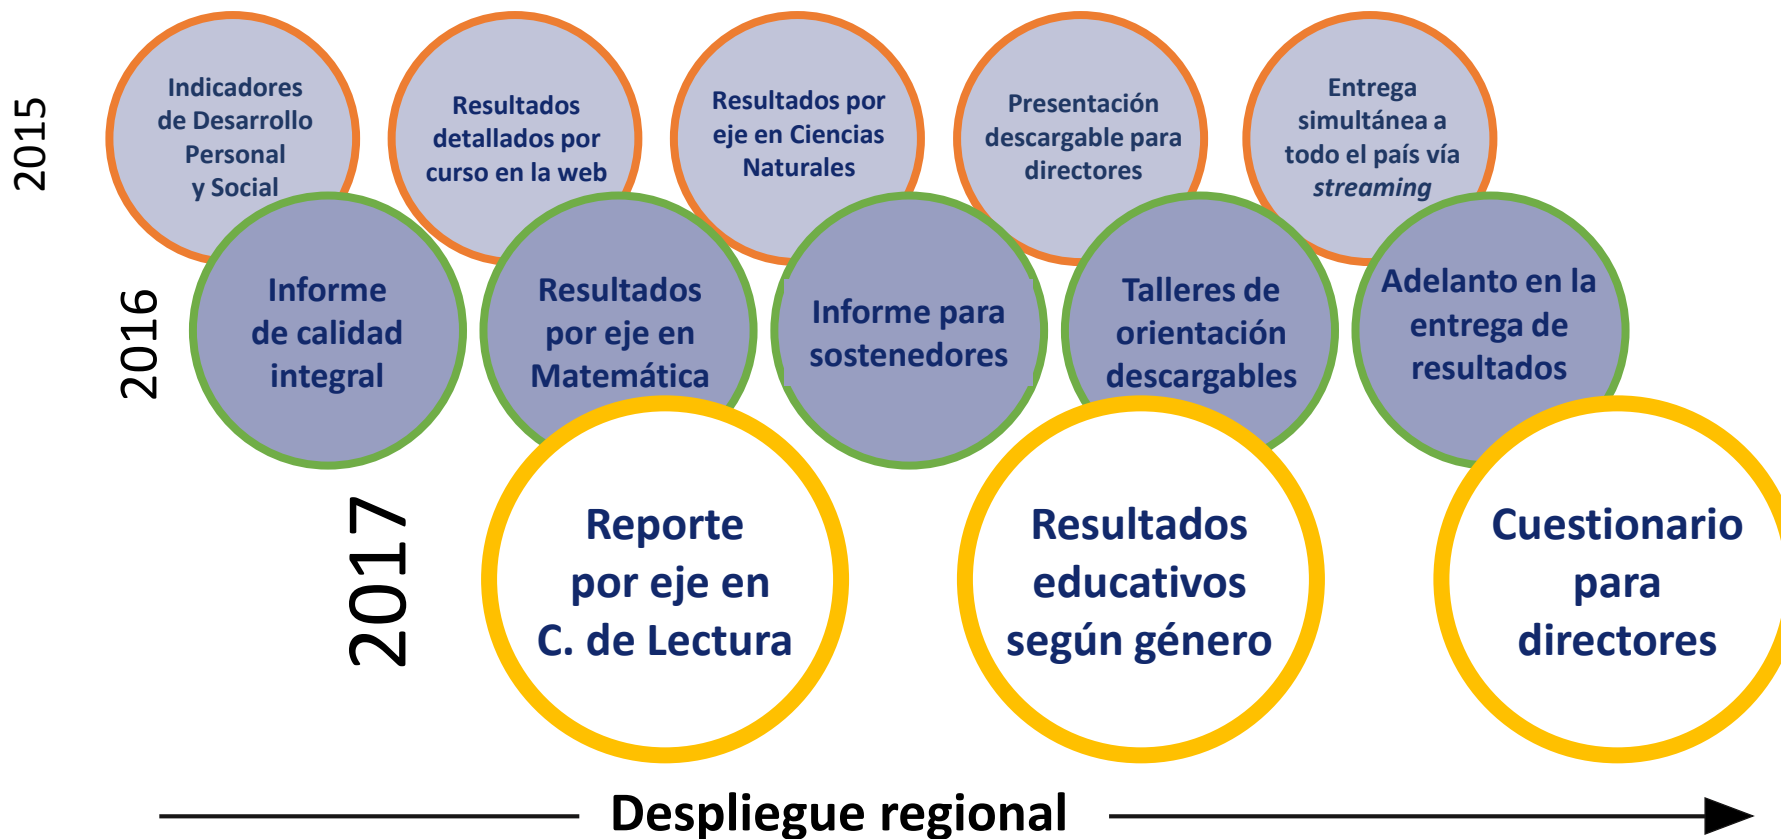 2015
Indicadores
de Desarrollo
Personal
y Social
Resultados
detallados por
curso en la web
Resultados por
eje en Ciencias
Naturales
Presentación
descargable para
directores
Entrega
simultánea a
todo el país vía
streaming
2016
Informe
de calidad
integral
Resultados
por eje en
Matemática
Informe para
sostenedores
Talleres de
orientación
descargables
Adelanto en la
entrega de
resultados
2017
Reporte
por eje en
C. de Lectura
Resultados
educativos
según género
Cuestionario
para
directores
Despliegue regional